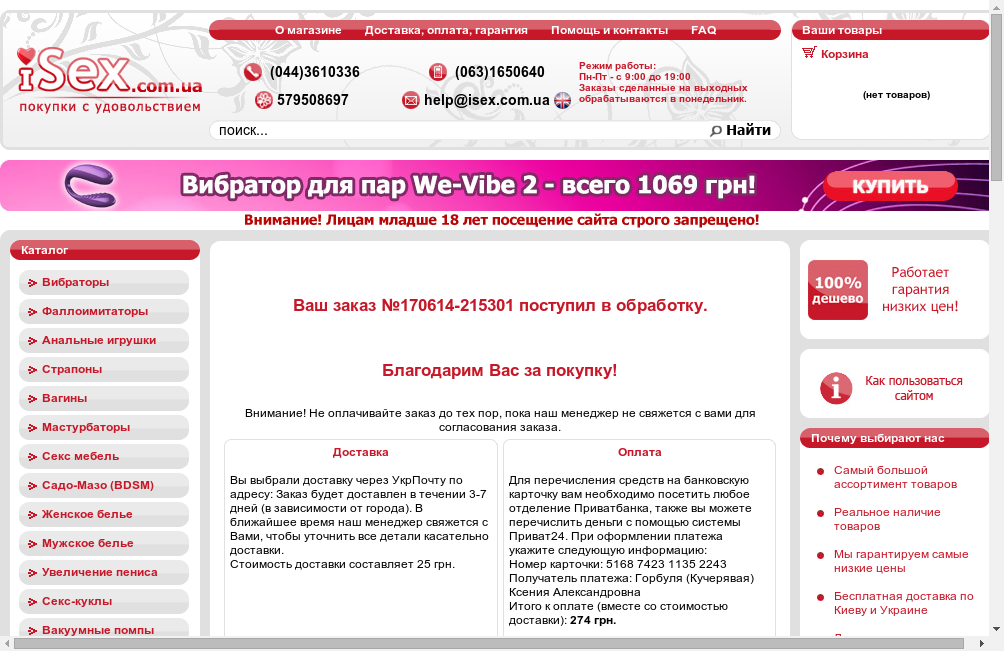 О магазине
Доставка, оплата, гарантия
Помощь и контакты
FAQ
Ваши товары
iSex.com.ua
покупки с удовольствием
(044)3610336
(063)1650640
579508697
help@isex.com.ua
Режим работы:
Пн-Пт - с 9:00 до 19:00
Заказы сделанные на выходных
обрабатываются в понедельник.
Корзина
(нет товаров)
поиск...
Найти
Вибратор для пар We-Vibe 2 - всего 1069 грн!
КУПИТЬ
Внимание! Лицам младше 18 лет посещение сайта строго запрещено!
Каталог
Вибраторы
Фаллоимитаторы
Анальные игрушки
Страпоны
Вагины
Мастурбаторы
Секс мебель
Садо-Мазо (BDSM)
Женское белье
Мужское белье
Увеличение пениса
Секс-куклы
Вакуумные помпы
Ваш заказ №170614-215301 поступил в обработку.
Благодарим Вас за покупку!
Внимание! Не оплачивайте заказ до тех пор, пока наш менеджер не свяжется с вами для
согласования заказа.
Доставка
Вы выбрали доставку через УкрПочту по
адресу: Заказ будет доставлен в течении 3-7
дней (в зависимости от города). В
ближайшее время наш менеджер свяжется с
Вами, чтобы уточнить все детали касательно
доставки.
Стоимость доставки составляет 25 грн.
Оплата
Для перечисления средств на банковскую
карточку вам необходимо посетить любое
отделение Приватбанка, также вы можете
перечислить деньги с помощью системы
Приват24. При оформлении платежа
укажите следующую информацию:
Номер карточки: 5168 7423 1135 2243
Получатель платежа: Горбуля (Кучерявая)
Ксения Александровна
Итого к оплате (вместе со стоимостью
доставки): 274 грн.
100%
дешево
Работает
гарантия
низких цен!
Как пользоваться
сайтом
Почему выбирают нас
Самый большой
ассортимент товаров
Реальное наличие
товаров
Мы гарантируем самые
низкие цены
Бесплатная доставка по
Киеву и Украине